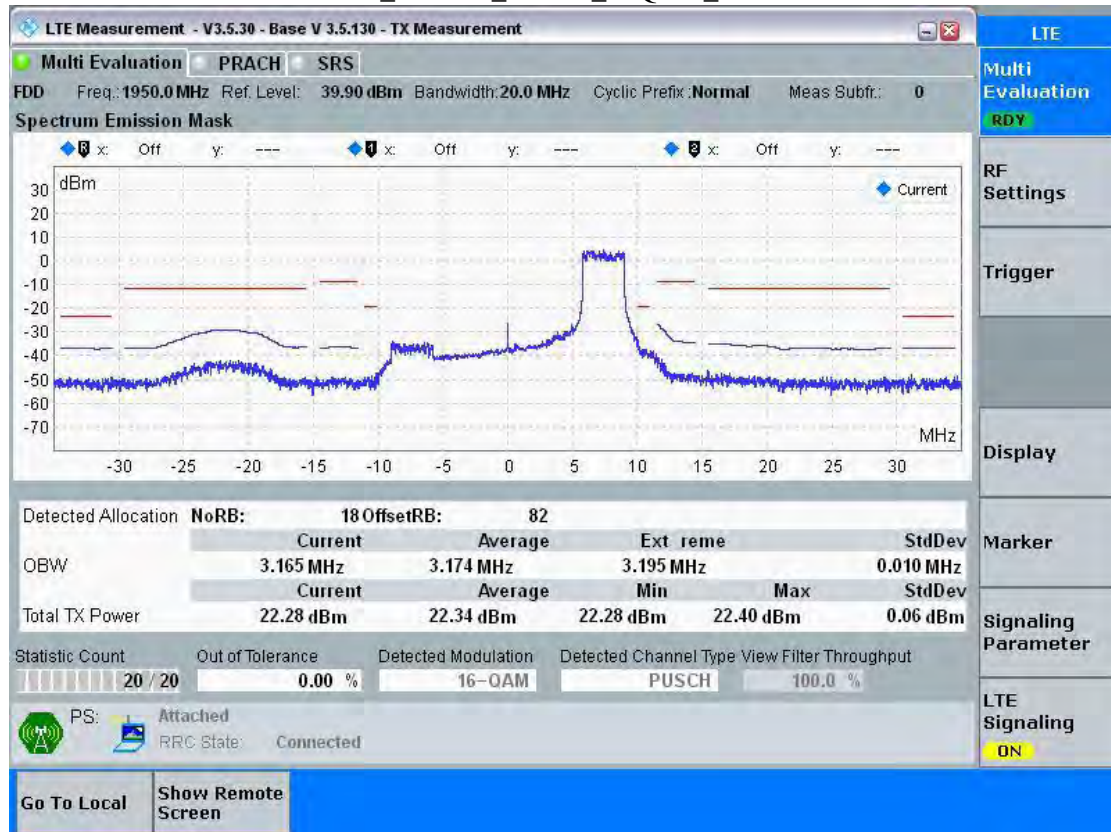 LTE Measurement - V3.5.30 - Base V 3.5.130 - TX Measurement
LTE
Multi Evaluation PRACH SRS
Multi Evaluation
RDY
FDD Freq.: 1950.0 MHz Ref. Level: 39.90 dBm Bandwidth: 20.0 MHz Cyclic Prefix : Normal Meas Subfr.: 0
Spectrum Emission Mask
R x: Off y: --- 1 x: Off y: --- 2 x: Off y: ---
dBm
Current
30
20
10
0
-10
-20
-30
-40
-50
-60
-70
MHz
-30 -25 -20 -15 -10 -5 0 5 10 15 20 25 30
RF Settings
Trigger
Display
Marker
Signaling Parameter
LTE Signaling
ON
Detected Allocation NoRB: 18 OffsetRB: 82
Current Average Ext reme StdDev
OBW 3.165 MHz 3.174 MHz 3.195 MHz 0.010 MHz
Current Average Min Max StdDev
Total TX Power 22.28 dBm 22.34 dBm 22.28 dBm 22.40 dBm 0.06 dBm
Statistic Count Out of Tolerance Detected Modulation Detected Channel Type View Filter Throughput
20 / 20 0.00 % 16-QAM PUSCH 100.0 %
PS: Attached
RRC State: Connected
Go To Local
Show Remote Screen